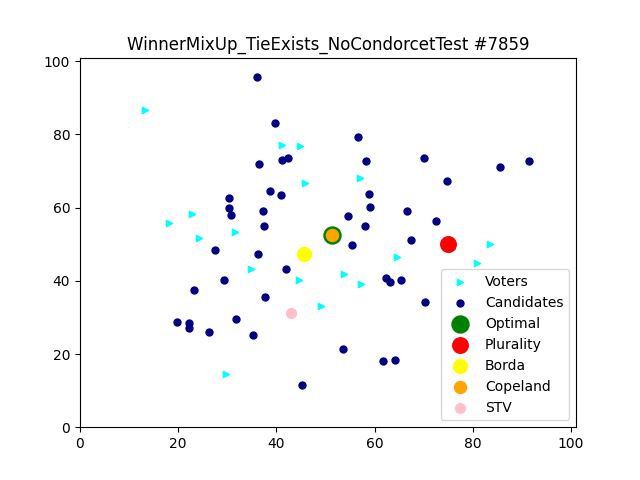 WinnerMixUp_TieExists_NoCondorcetTest #7859
100
80
60
40
20
0
0 20 40 60 80 100
Voters
Candidates
Optimal
Plurality
Borda
Copeland
STV